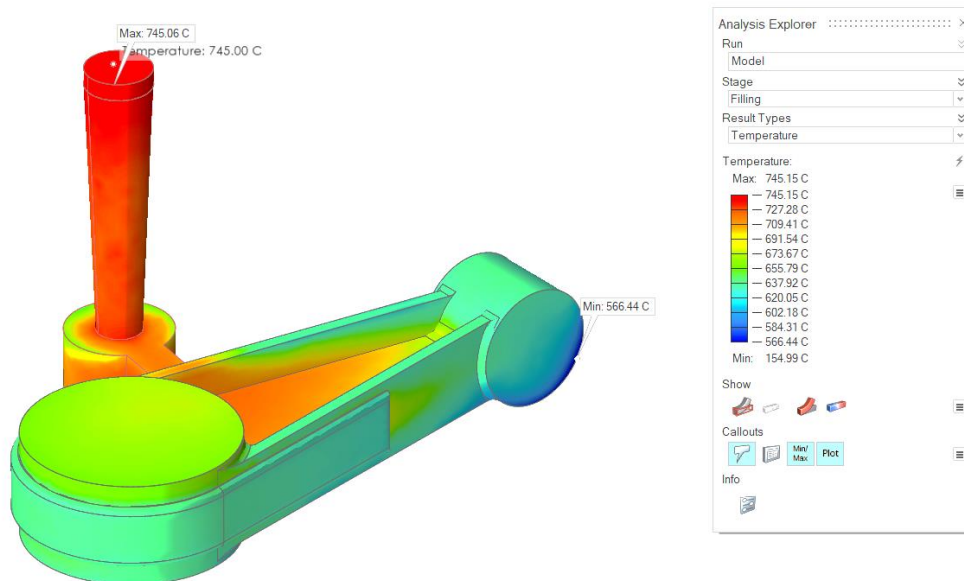 Max: 745.06 C
Temperature: 745.00 C
Min: 566.44 C
Analysis Explorer
Run
Model
Stage
Filling
Result Types
Temperature
Temperature:
Max: 745.15 C
745.15 C
727.28 C
709.41 C
691.54 C
673.67 C
655.79 C
637.92 C
620.05 C
602.18 C
584.31 C
566.44 C
Min: 154.99 C
Show
Callouts
Min/
Max
Plot
Info